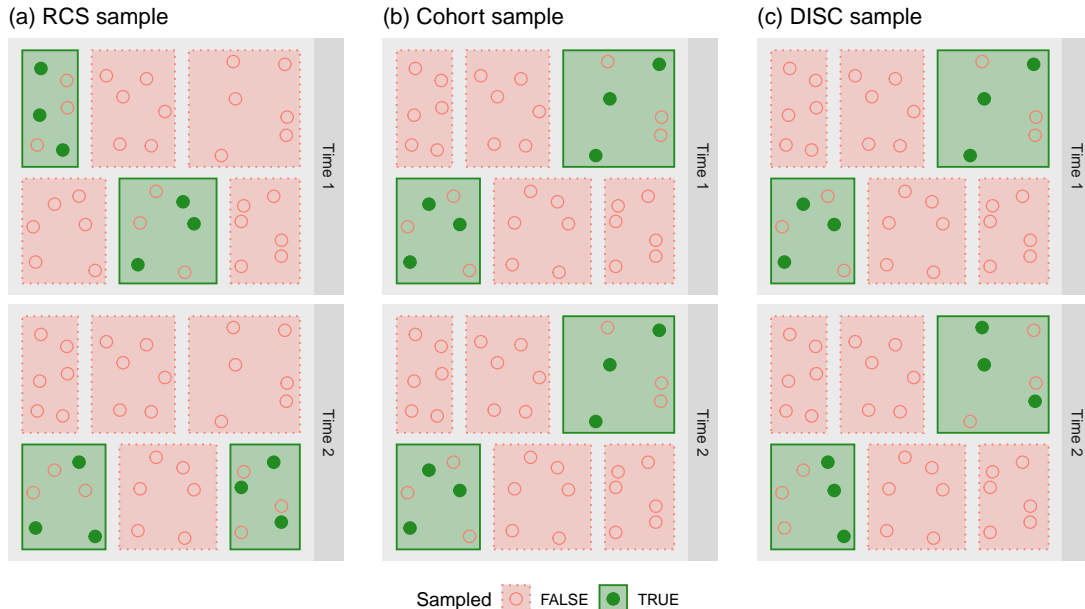 (a) RCS sample
(b) Cohort sample
(c) DISC sample
Time 1
Time 1
Time 1
Time 2
Time 2
Time 2
Sampled FALSE TRUE